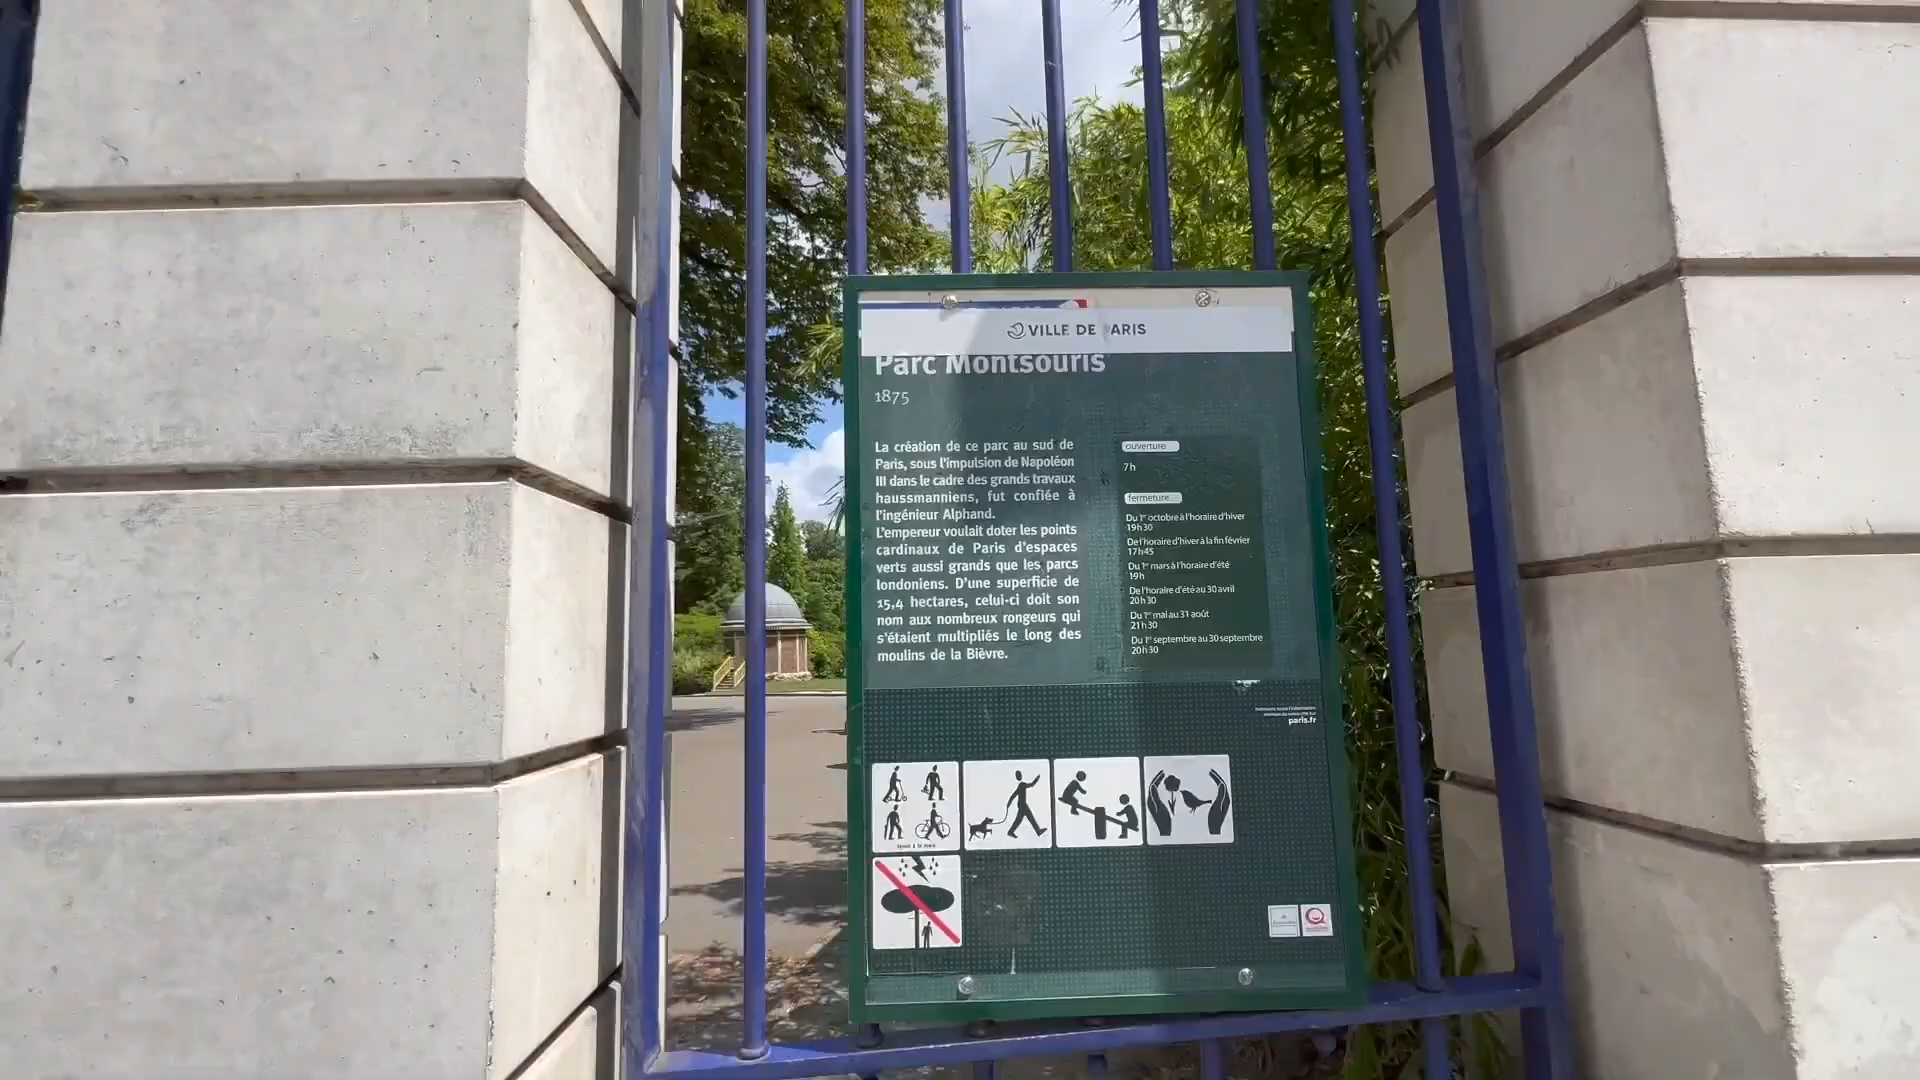 VILLE DE ARIS
Parc Montsouris
1875
La création de ce parc au sud de
Paris, sous l'impulsion de Napoléon
III dans le cadre des grands travaux
haussmanniens, fut confiée à
l'ingénieur Alphand.
L'empereur voulait doter les points
cardinaux de Paris d'espaces
verts aussi grands que les parcs
londoniens. D'une superficie de
15,4 hectares, celui-ci doit son
nom aux nombreux rongeurs qui
s'étaient multipliés le long des
moulins de la Bièvre.
ouverture
7h
fermeture
Du 1er octobre à l'horaire d'hiver
19h30
De l'horaire d'hiver à la fin février
17h45
Du 1er mars à l'horaire d'été
19h
De l'horaire d'été au 30 avril
20h30
Du 1er mai au 31 août
21h30
Du 1er septembre au 30 septembre
20h30
paris.fr